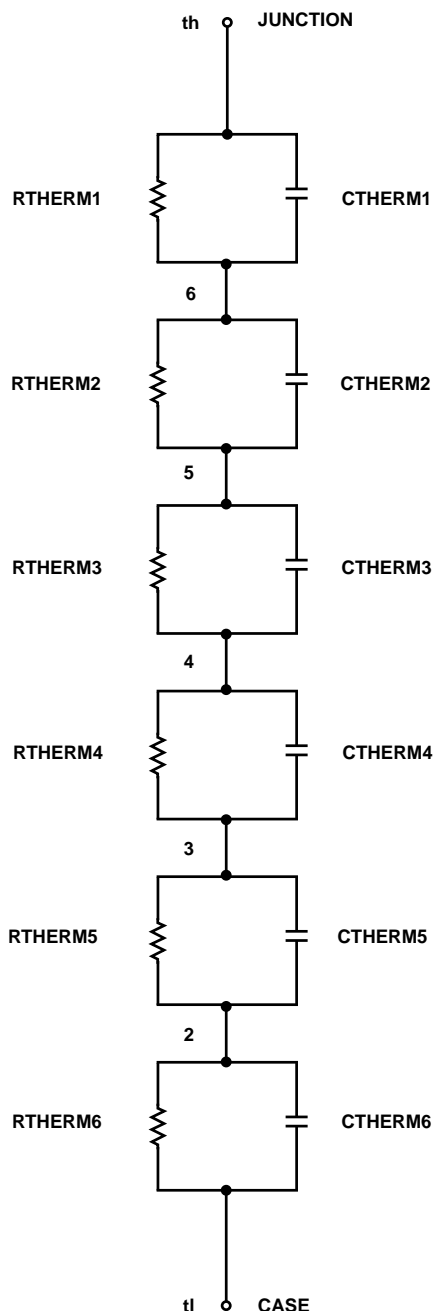 th JUNCTION
RTHERM1 CTHERM1
6
RTHERM2 CTHERM2
5
RTHERM3 CTHERM3
4
RTHERM4 CTHERM4
3
RTHERM5 CTHERM5
2
RTHERM6 CTHERM6
tl CASE